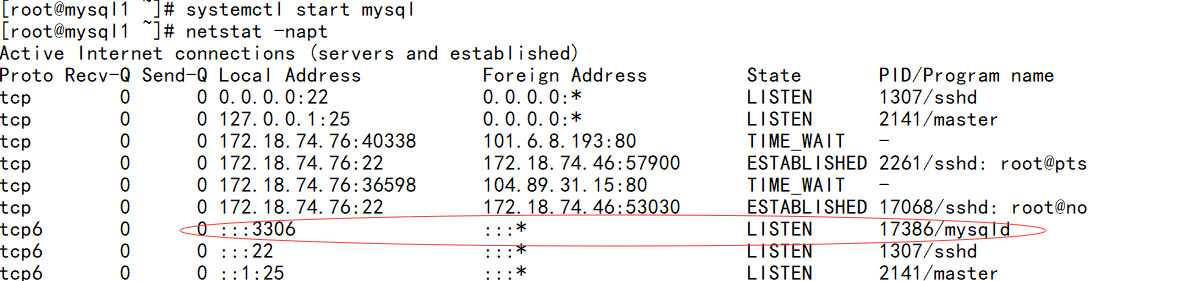 [root@mysql1 ~]# systemctl start mysql
[root@mysql1 ~]# netstat -napt
Active Internet connections (servers and established)
Proto Recv-Q Send-Q Local Address           Foreign Address         State       PID/Program name
tcp        0      0 0.0.0.0:22              0.0.0.0:*               LISTEN      1307/sshd
tcp        0      0 127.0.0.1:25            0.0.0.0:*               LISTEN      2141/master
tcp        0      0 172.18.74.76:40338      101.6.8.193:80          TIME_WAIT   -
tcp        0      0 172.18.74.76:22         172.18.74.46:57900      ESTABLISHED 2261/sshd: root@pts
tcp        0      0 172.18.74.76:36598      104.89.31.15:80         TIME_WAIT   -
tcp        0      0 172.18.74.76:22         172.18.74.46:53030      ESTABLISHED 17068/sshd: root@no
tcp6       0      0 :::3306                 :::*                    LISTEN      17386/mysqld
tcp6       0      0 :::22                   :::*                    LISTEN      1307/sshd
tcp6       0      0 ::1:25                  :::*                    LISTEN      2141/master